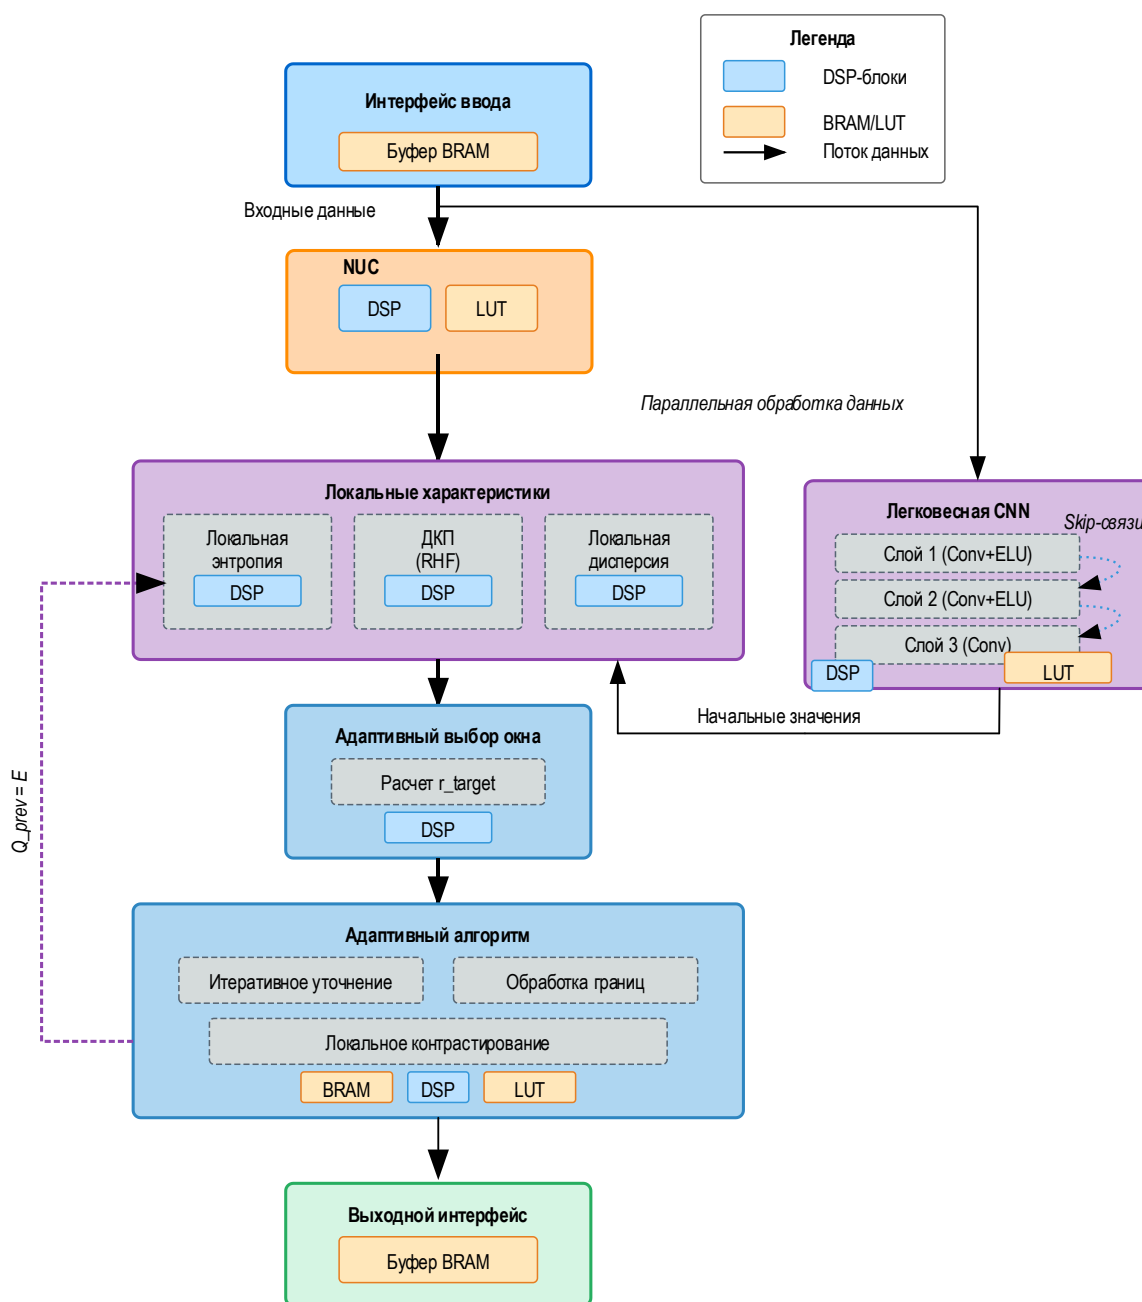 Легенда
DSP-блоки
BRAM/LUT
Поток данных
Интерфейс ввода
Буфер BRAM
Входные данные
NUC
DSP
LUT
Параллельная обработка данных
Локальные характеристики
Локальная
энтропия
DSP
ДКП
(RHF)
DSP
Локальная
дисперсия
DSP
Легковесная CNN
Skip-связи
Слой 1 (Conv+ELU)
Слой 2 (Conv+ELU)
Слой 3 (Conv)
DSP
LUT
Начальные значения
Адаптивный выбор окна
Расчет r_target
DSP
Q_prev = E
Адаптивный алгоритм
Итеративное уточнение
Обработка границ
Локальное контрастирование
BRAM
DSP
LUT
Выходной интерфейс
Буфер BRAM